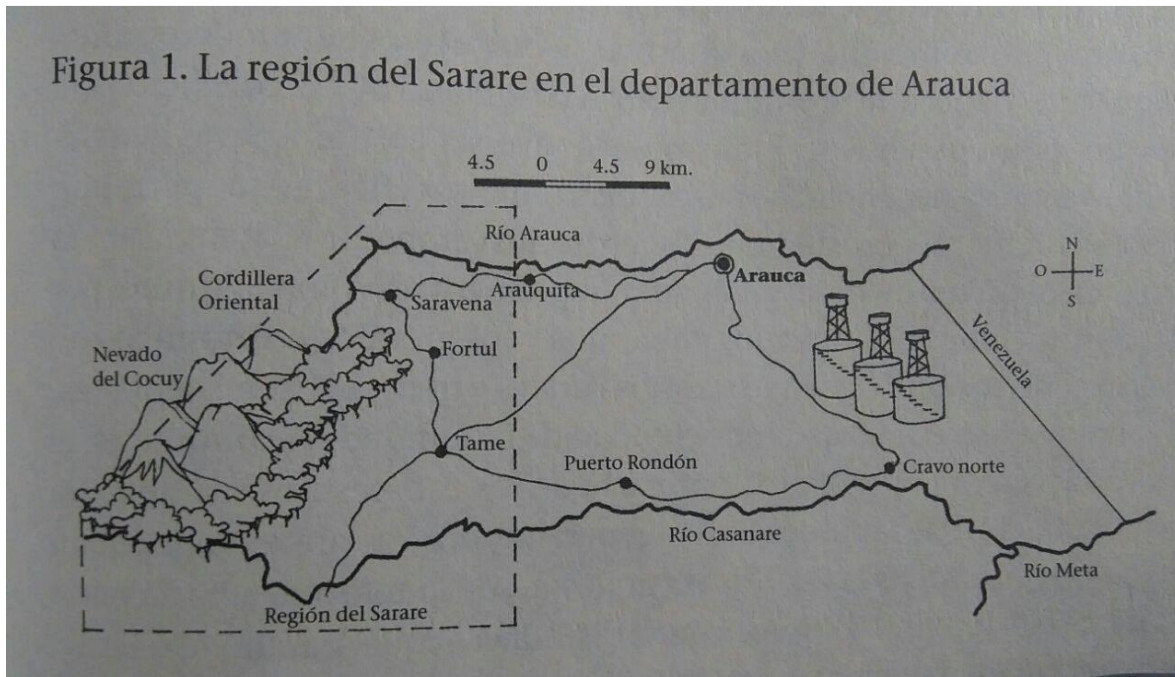 Figura 1. La región del Sarare en el departamento de Arauca
4.5 0 4.5 9 km.
Río Arauca
N
O E
S
Cordillera
Oriental
Arauca
Arauquita
Saravena
Venezuela
Nevado
del Cocuy
Fortul
Tame
Puerto Rondón
Cravo norte
Río Casanare
Río Meta
Región del Sarare